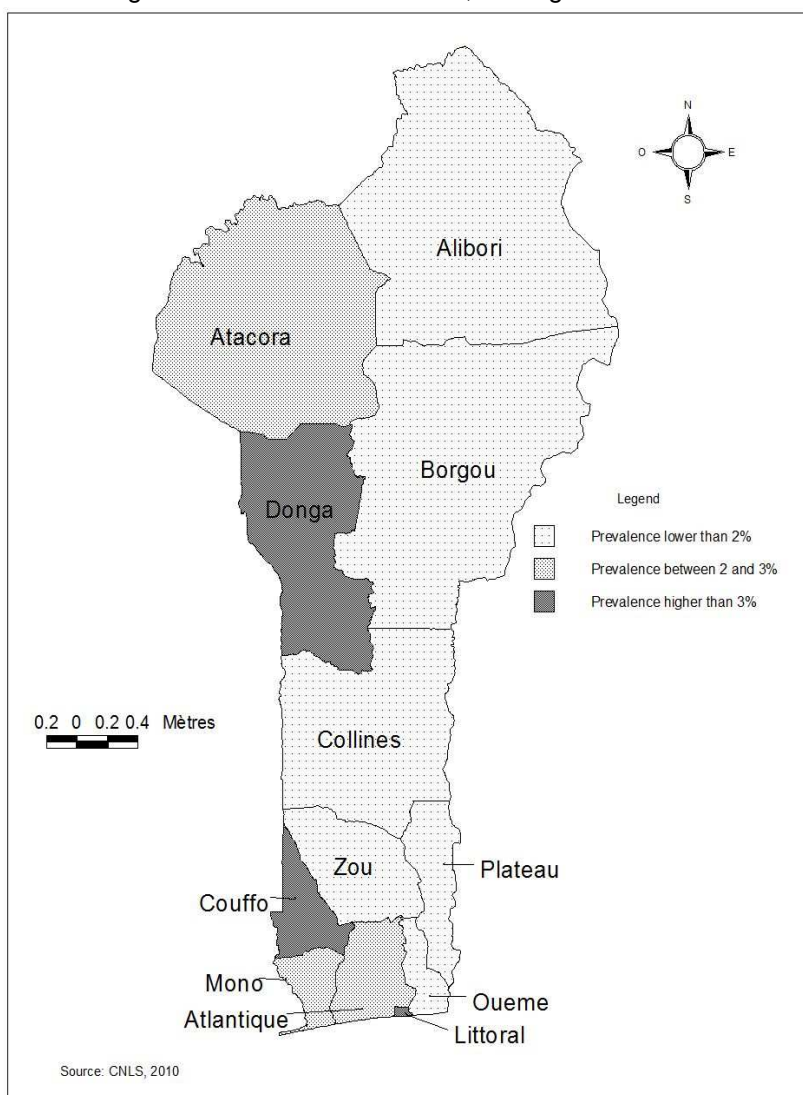 N
O
E
S
Alibori
Atacora
Borgou
Legend
Donga
Prevalence lower than 2%
Prevalence between 2 and 3%
Prevalence higher than 3%
0.2 0 0.2 0.4 Mètres
Collines
Zou
Plateau
Couffo
Mono
Oueme
Atlantique
Littoral
Source: CNLS, 2010